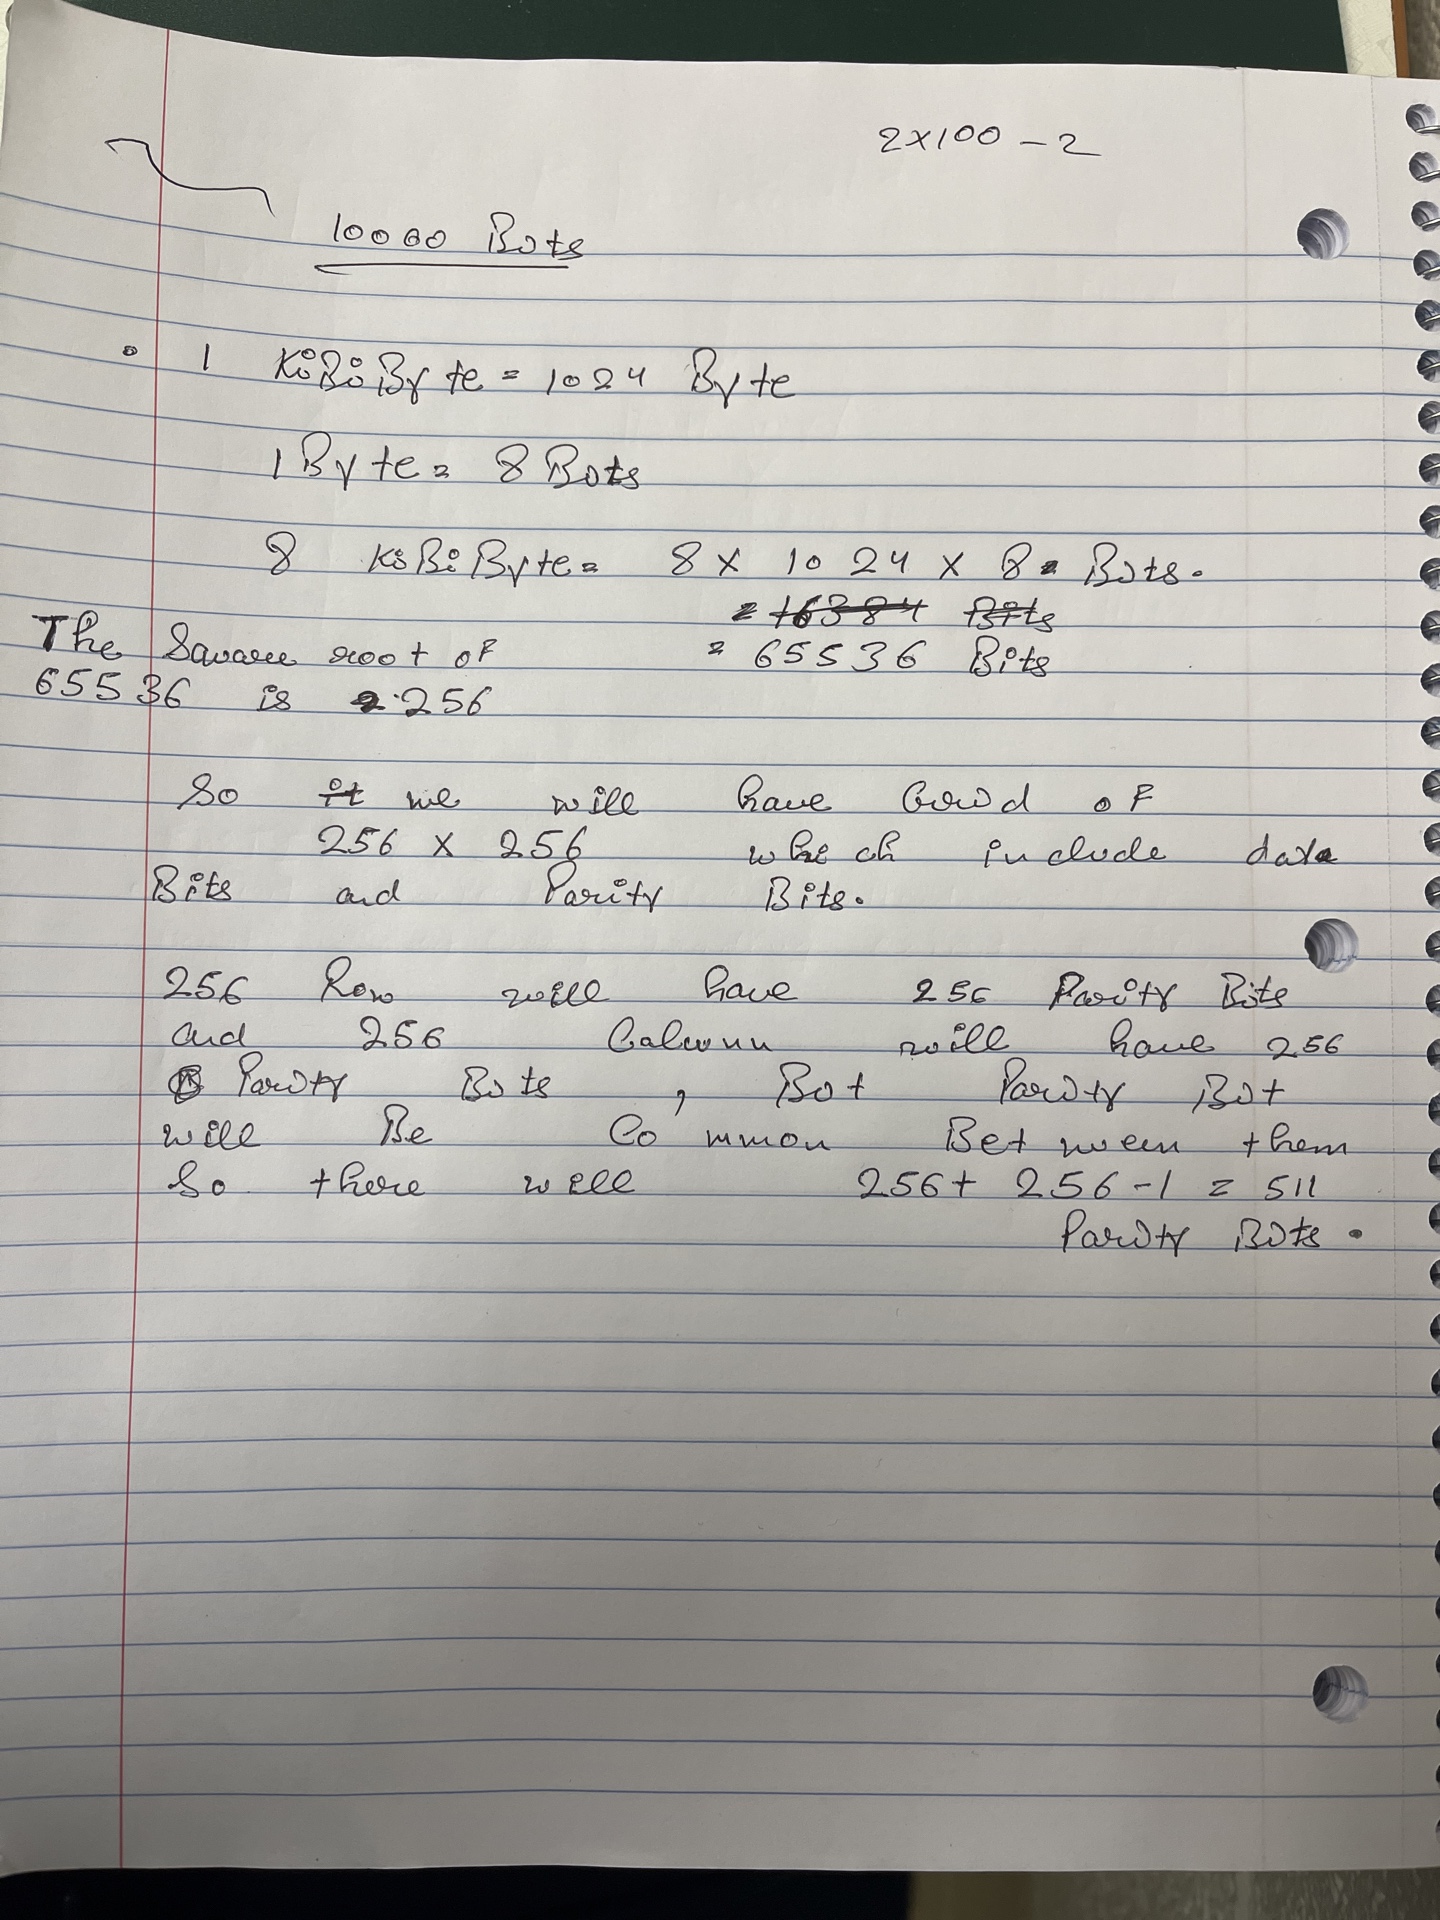 2x100 - 2
10000 Bits
1 KiBiByte = 1024 Byte
1 Byte = 8 Bits
8 KiBiByte = 8 x 1024 x 8 Bits.
= 16384 Bits
The Square root of = 65536 Bits
65536 is 256
So it we will have Grid of
256 x 256 which include data
Bits and Parity Bits.
256 Row will have 256 Parity Bits
and 256 Calwunn will have 256
Parity Bits , Bot Parity Bit
will Be Common Between them
So there will 256 + 256 - 1 = 511
Parity Bits .